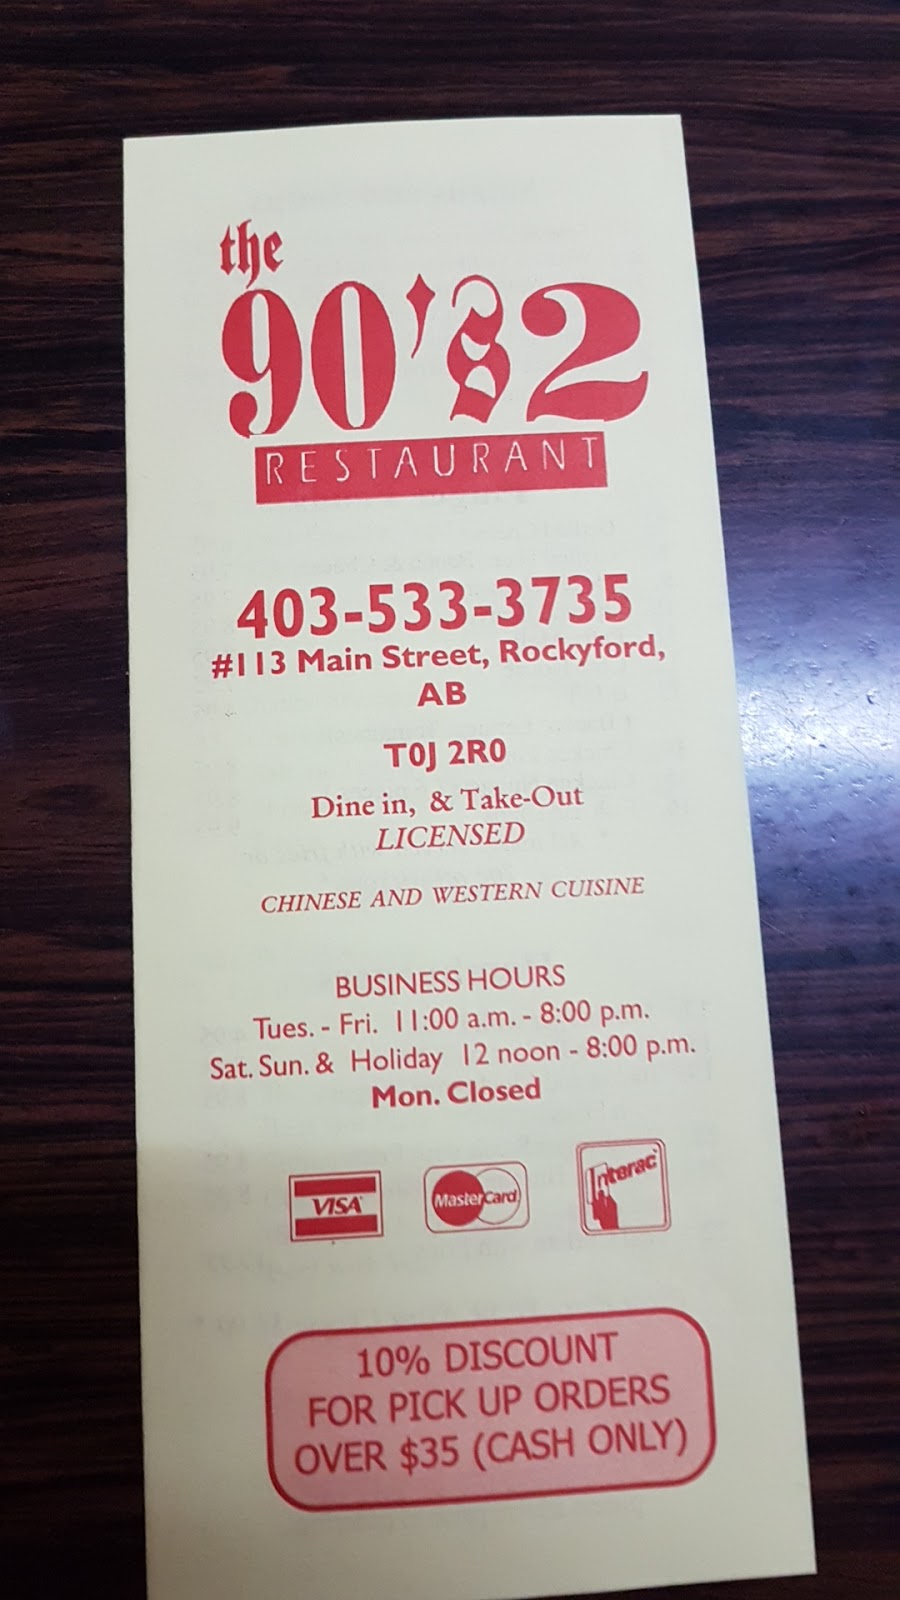 the
90's2
RESTAURANT
403-533-3735
#113 Main Street, Rockyford,
AB
T0J 2R0
Dine in, & Take-Out
LICENSED
CHINESE AND WESTERN CUISINE
BUSINESS HOURS
Tues. - Fri. 11:00 a.m. - 8:00 p.m.
Sat. Sun. & Holiday 12 noon - 8:00 p.m.
Mon. Closed
VISA MasterCard Interac
10% DISCOUNT
FOR PICK UP ORDERS
OVER $35 (CASH ONLY)